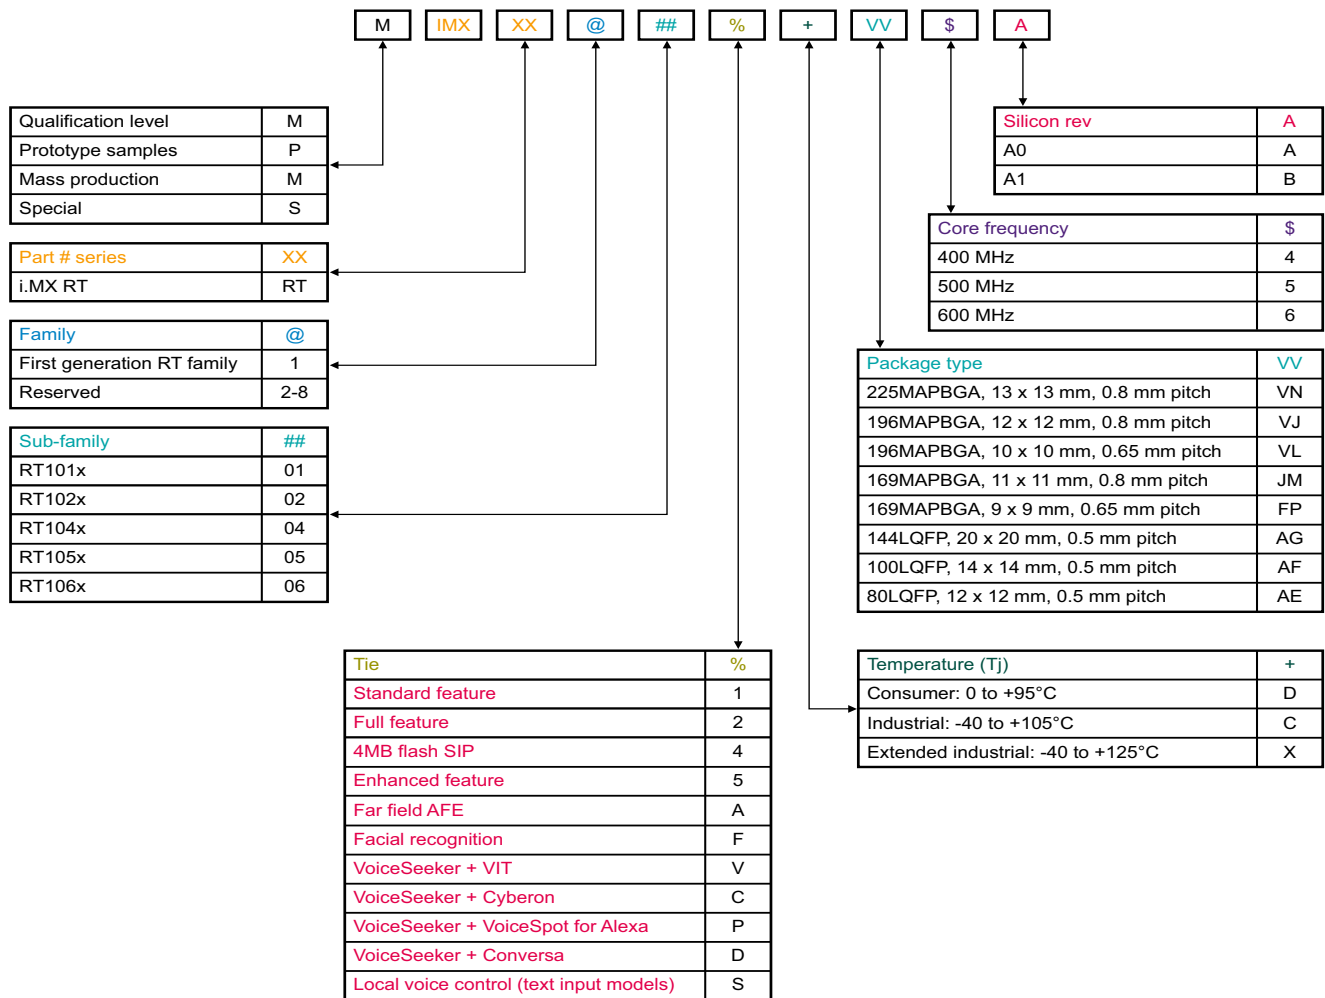 M IMX XX @ ## % + VV $ A
Qualification level M
Prototype samples P
Mass production M
Special S
Part # series XX
i.MX RT RT
Family @
First generation RT family 1
Reserved 2-8
Sub-family ##
RT101x 01
RT102x 02
RT104x 04
RT105x 05
RT106x 06
Tie %
Standard feature 1
Full feature 2
4MB flash SIP 4
Enhanced feature 5
Far field AFE A
Facial recognition F
VoiceSeeker + VIT V
VoiceSeeker + Cyberon C
VoiceSeeker + VoiceSpot for Alexa P
VoiceSeeker + Conversa D
Local voice control (text input models) S
Silicon rev A
A0 A
A1 B
Core frequency $
400 MHz 4
500 MHz 5
600 MHz 6
Package type VV
225MAPBGA, 13 x 13 mm, 0.8 mm pitch VN
196MAPBGA, 12 x 12 mm, 0.8 mm pitch VJ
196MAPBGA, 10 x 10 mm, 0.65 mm pitch VL
169MAPBGA, 11 x 11 mm, 0.8 mm pitch JM
169MAPBGA, 9 x 9 mm, 0.65 mm pitch FP
144LQFP, 20 x 20 mm, 0.5 mm pitch AG
100LQFP, 14 x 14 mm, 0.5 mm pitch AF
80LQFP, 12 x 12 mm, 0.5 mm pitch AE
Temperature (Tj) +
Consumer: 0 to +95°C D
Industrial: -40 to +105°C C
Extended industrial: -40 to +125°C X